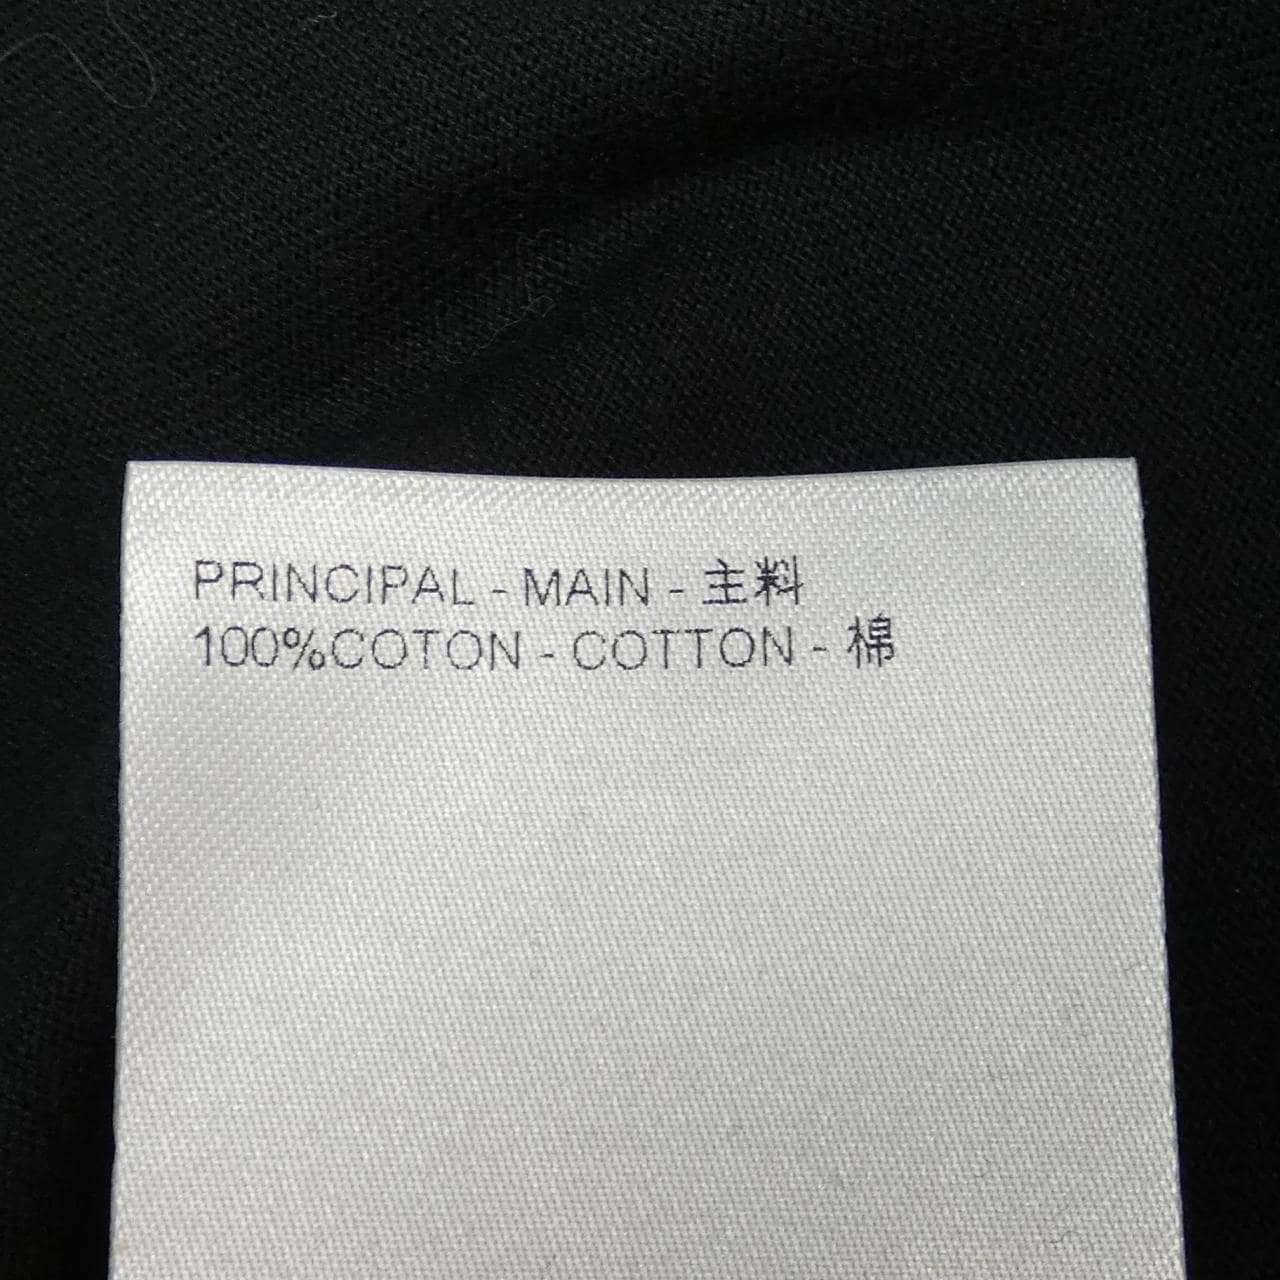 PRINCIPAL - MAIN - 主料
100%COTON - COTTON - 棉